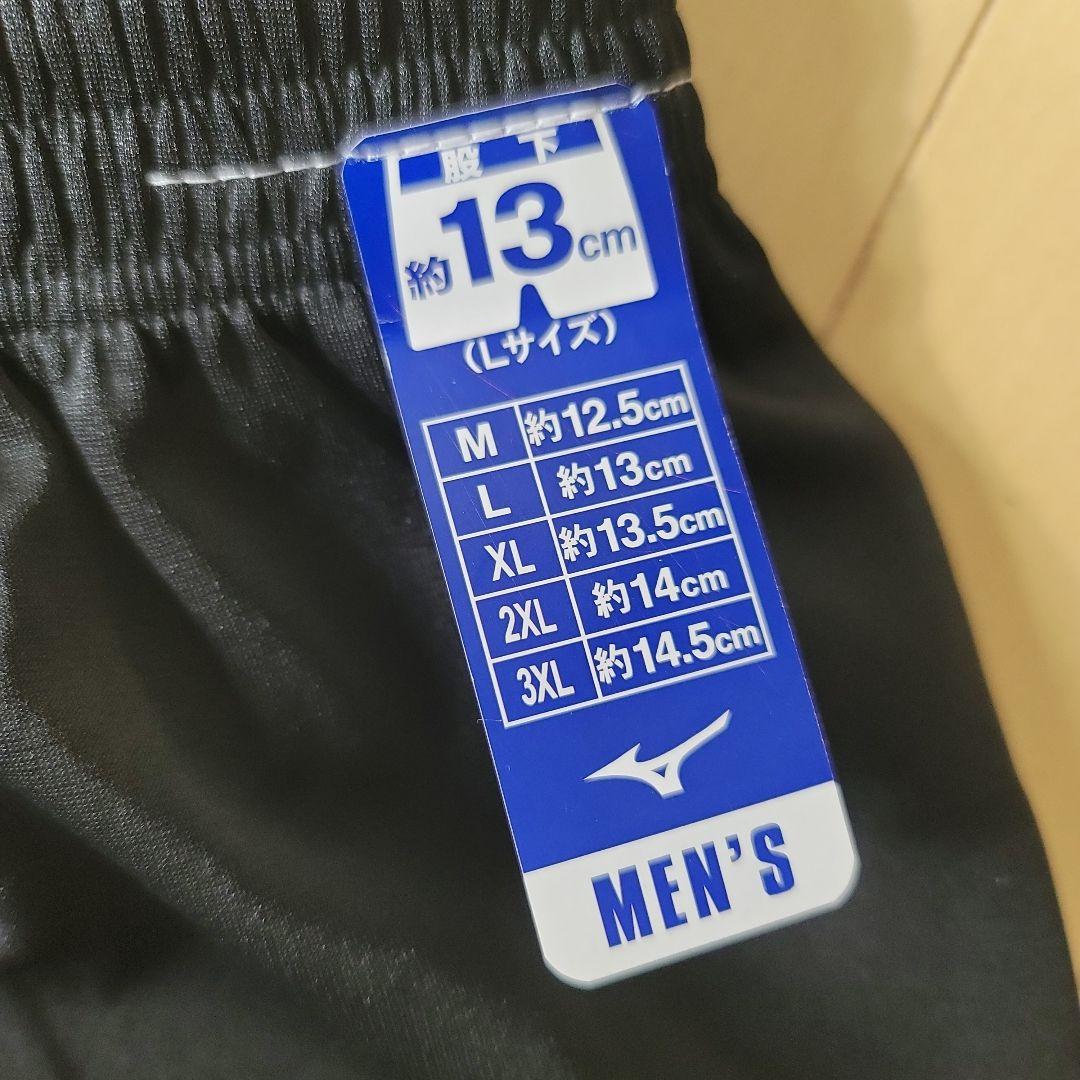 股下
約13cm
(Lサイズ)
M 約12.5cm
L 約13cm
XL 約13.5cm
2XL 約14cm
3XL 約14.5cm
MEN'S